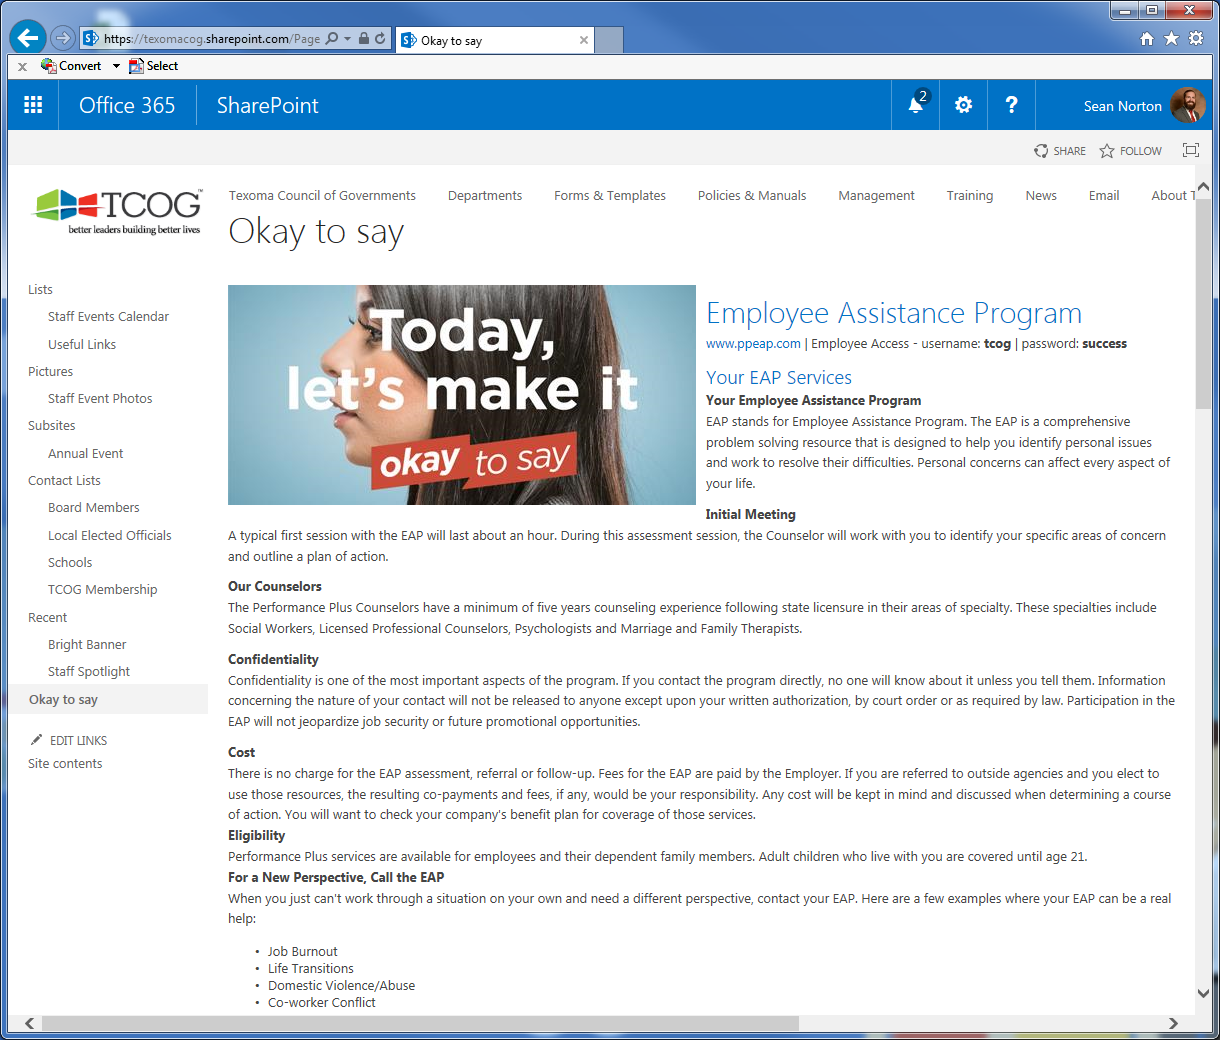 https://texomacog.sharepoint.com/Page
Okay to say
Convert
Select
Office 365
SharePoint
2
?
Sean Norton
SHARE
FOLLOW
TCOG™
better leaders building better lives
Texoma Council of Governments
Departments
Forms & Templates
Policies & Manuals
Management
Training
News
Email
About T
Okay to say
Lists
Staff Events Calendar
Useful Links
Pictures
Staff Event Photos
Subsites
Annual Event
Contact Lists
Board Members
Local Elected Officials
Schools
TCOG Membership
Recent
Bright Banner
Staff Spotlight
Okay to say
EDIT LINKS
Site contents
Today,
let's make it
okay to say
Employee Assistance Program
www.ppeap.com | Employee Access - username: tcog | password: success
Your EAP Services
Your Employee Assistance Program
EAP stands for Employee Assistance Program. The EAP is a comprehensive
problem solving resource that is designed to help you identify personal issues
and work to resolve their difficulties. Personal concerns can affect every aspect of
your life.
Initial Meeting
A typical first session with the EAP will last about an hour. During this assessment session, the Counselor will work with you to identify your specific areas of concern
and outline a plan of action.
Our Counselors
The Performance Plus Counselors have a minimum of five years counseling experience following state licensure in their areas of specialty. These specialties include
Social Workers, Licensed Professional Counselors, Psychologists and Marriage and Family Therapists.
Confidentiality
Confidentiality is one of the most important aspects of the program. If you contact the program directly, no one will know about it unless you tell them. Information
concerning the nature of your contact will not be released to anyone except upon your written authorization, by court order or as required by law. Participation in the
EAP will not jeopardize job security or future promotional opportunities.
Cost
There is no charge for the EAP assessment, referral or follow-up. Fees for the EAP are paid by the Employer. If you are referred to outside agencies and you elect to
use those resources, the resulting co-payments and fees, if any, would be your responsibility. Any cost will be kept in mind and discussed when determining a course
of action. You will want to check your company's benefit plan for coverage of those services.
Eligibility
Performance Plus services are available for employees and their dependent family members. Adult children who live with you are covered until age 21.
For a New Perspective, Call the EAP
When you just can't work through a situation on your own and need a different perspective, contact your EAP. Here are a few examples where your EAP can be a real
help:
• Job Burnout
• Life Transitions
• Domestic Violence/Abuse
• Co-worker Conflict